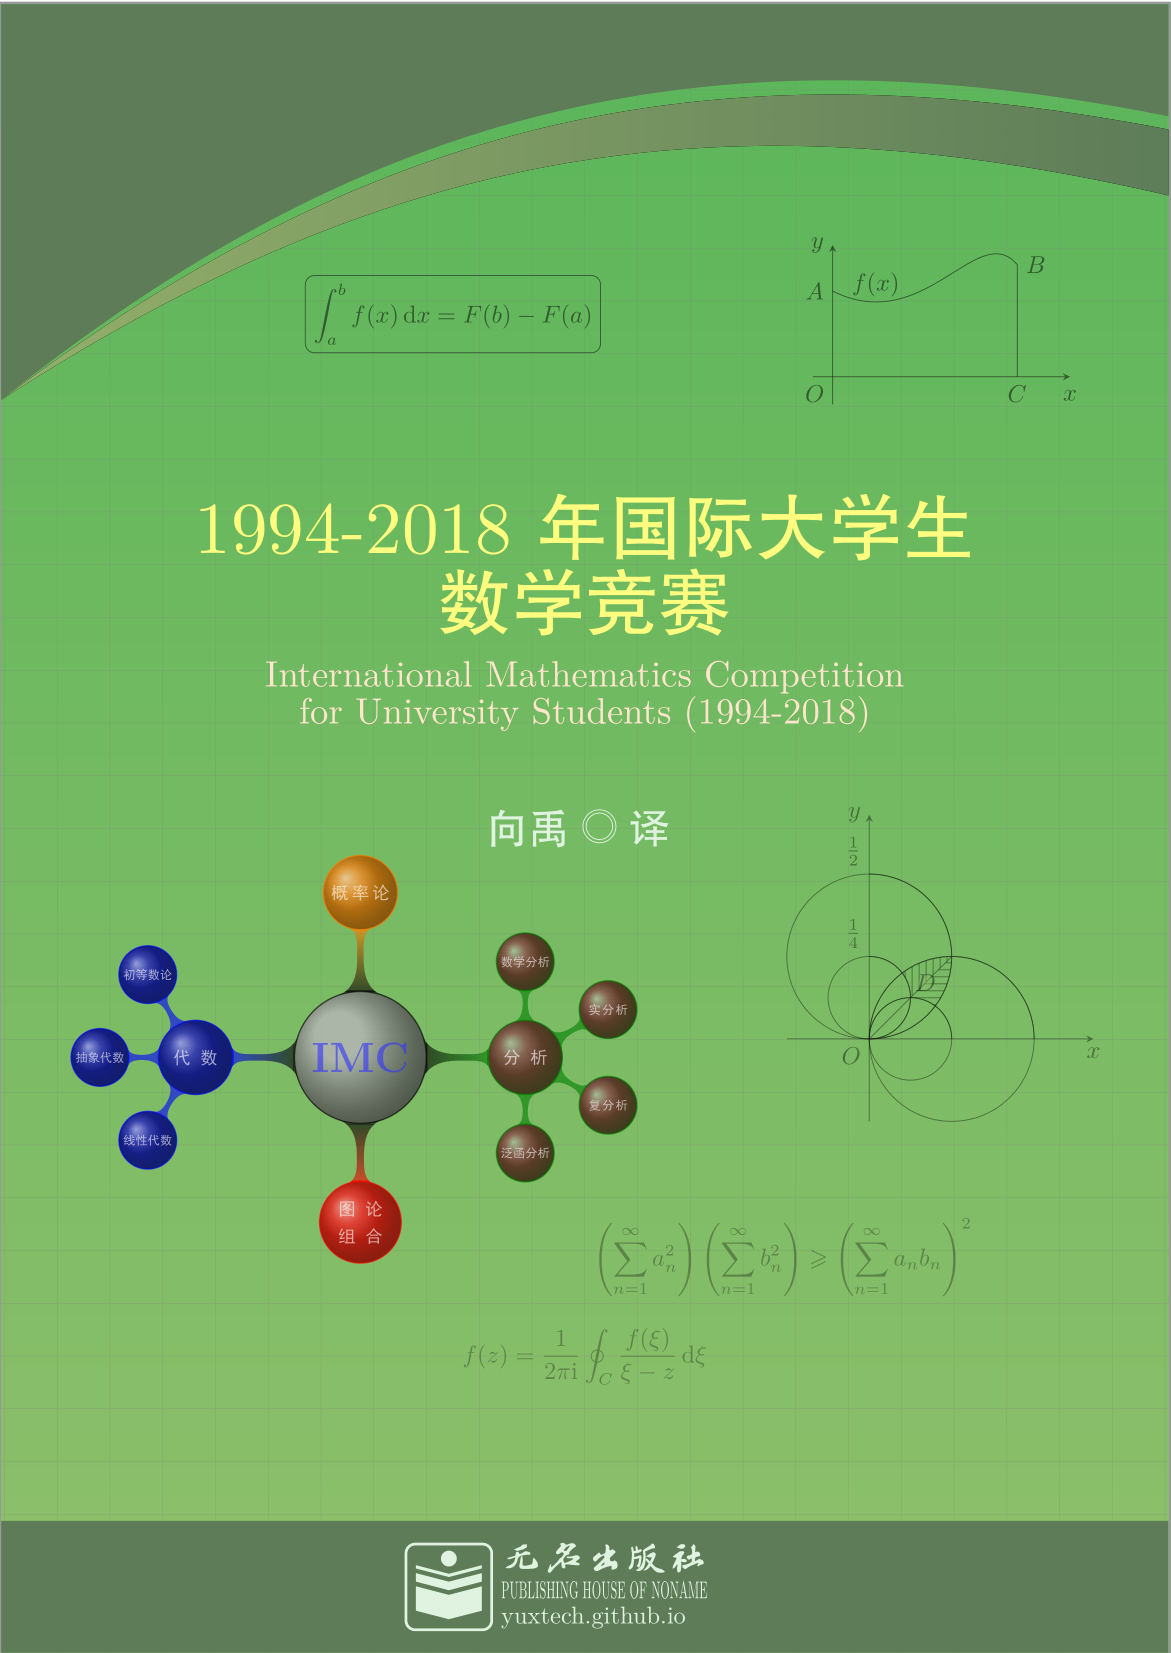 y
B
A
f(x)
∫_a^b f(x) dx = F(b) − F(a)
O
C
x
1994-2018 年国际大学生
数学竞赛
International Mathematics Competition
for University Students (1994-2018)
向禹 ◎ 译
y
1/2
概率论
1/4
数学分析
初等数论
D
实分析
抽象代数
代 数
IMC
分 析
O
x
复分析
线性代数
泛函分析
图 论
组 合
(∑_{n=1}^∞ a_n^2) (∑_{n=1}^∞ b_n^2) ⩾ (∑_{n=1}^∞ a_n b_n)^2
f(z) = 1/(2πi) ∮_C f(ξ)/(ξ − z) dξ
无名出版社
PUBLISHING HOUSE OF NONAME
yuxtech.github.io